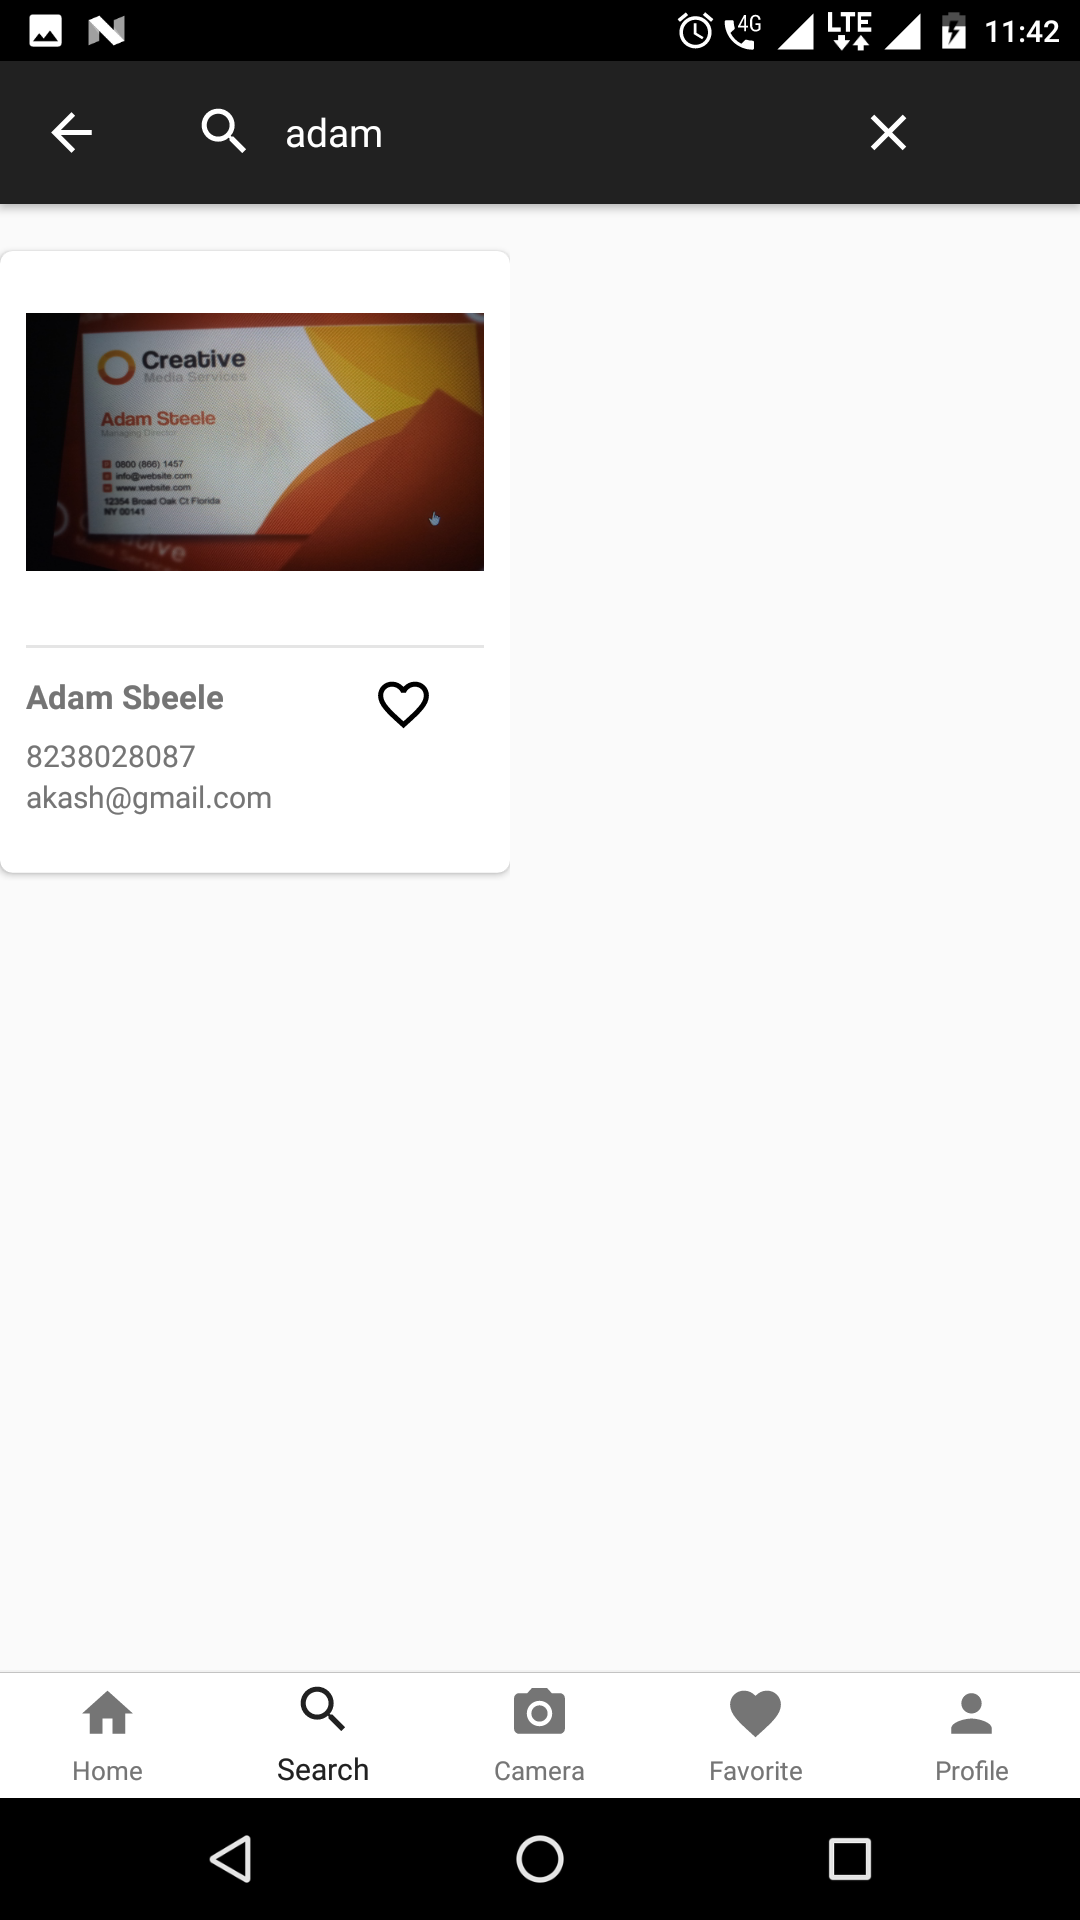 4G LTE 11:42
adam
Creative
Media Services
Adam Steele
Managing Director
0800 (866) 1457
info@website.com
www.website.com
12354 Broad Oak Ct Florida
NY 00141
Adam Sbeele
8238028087
akash@gmail.com
Home Search Camera Favorite Profile